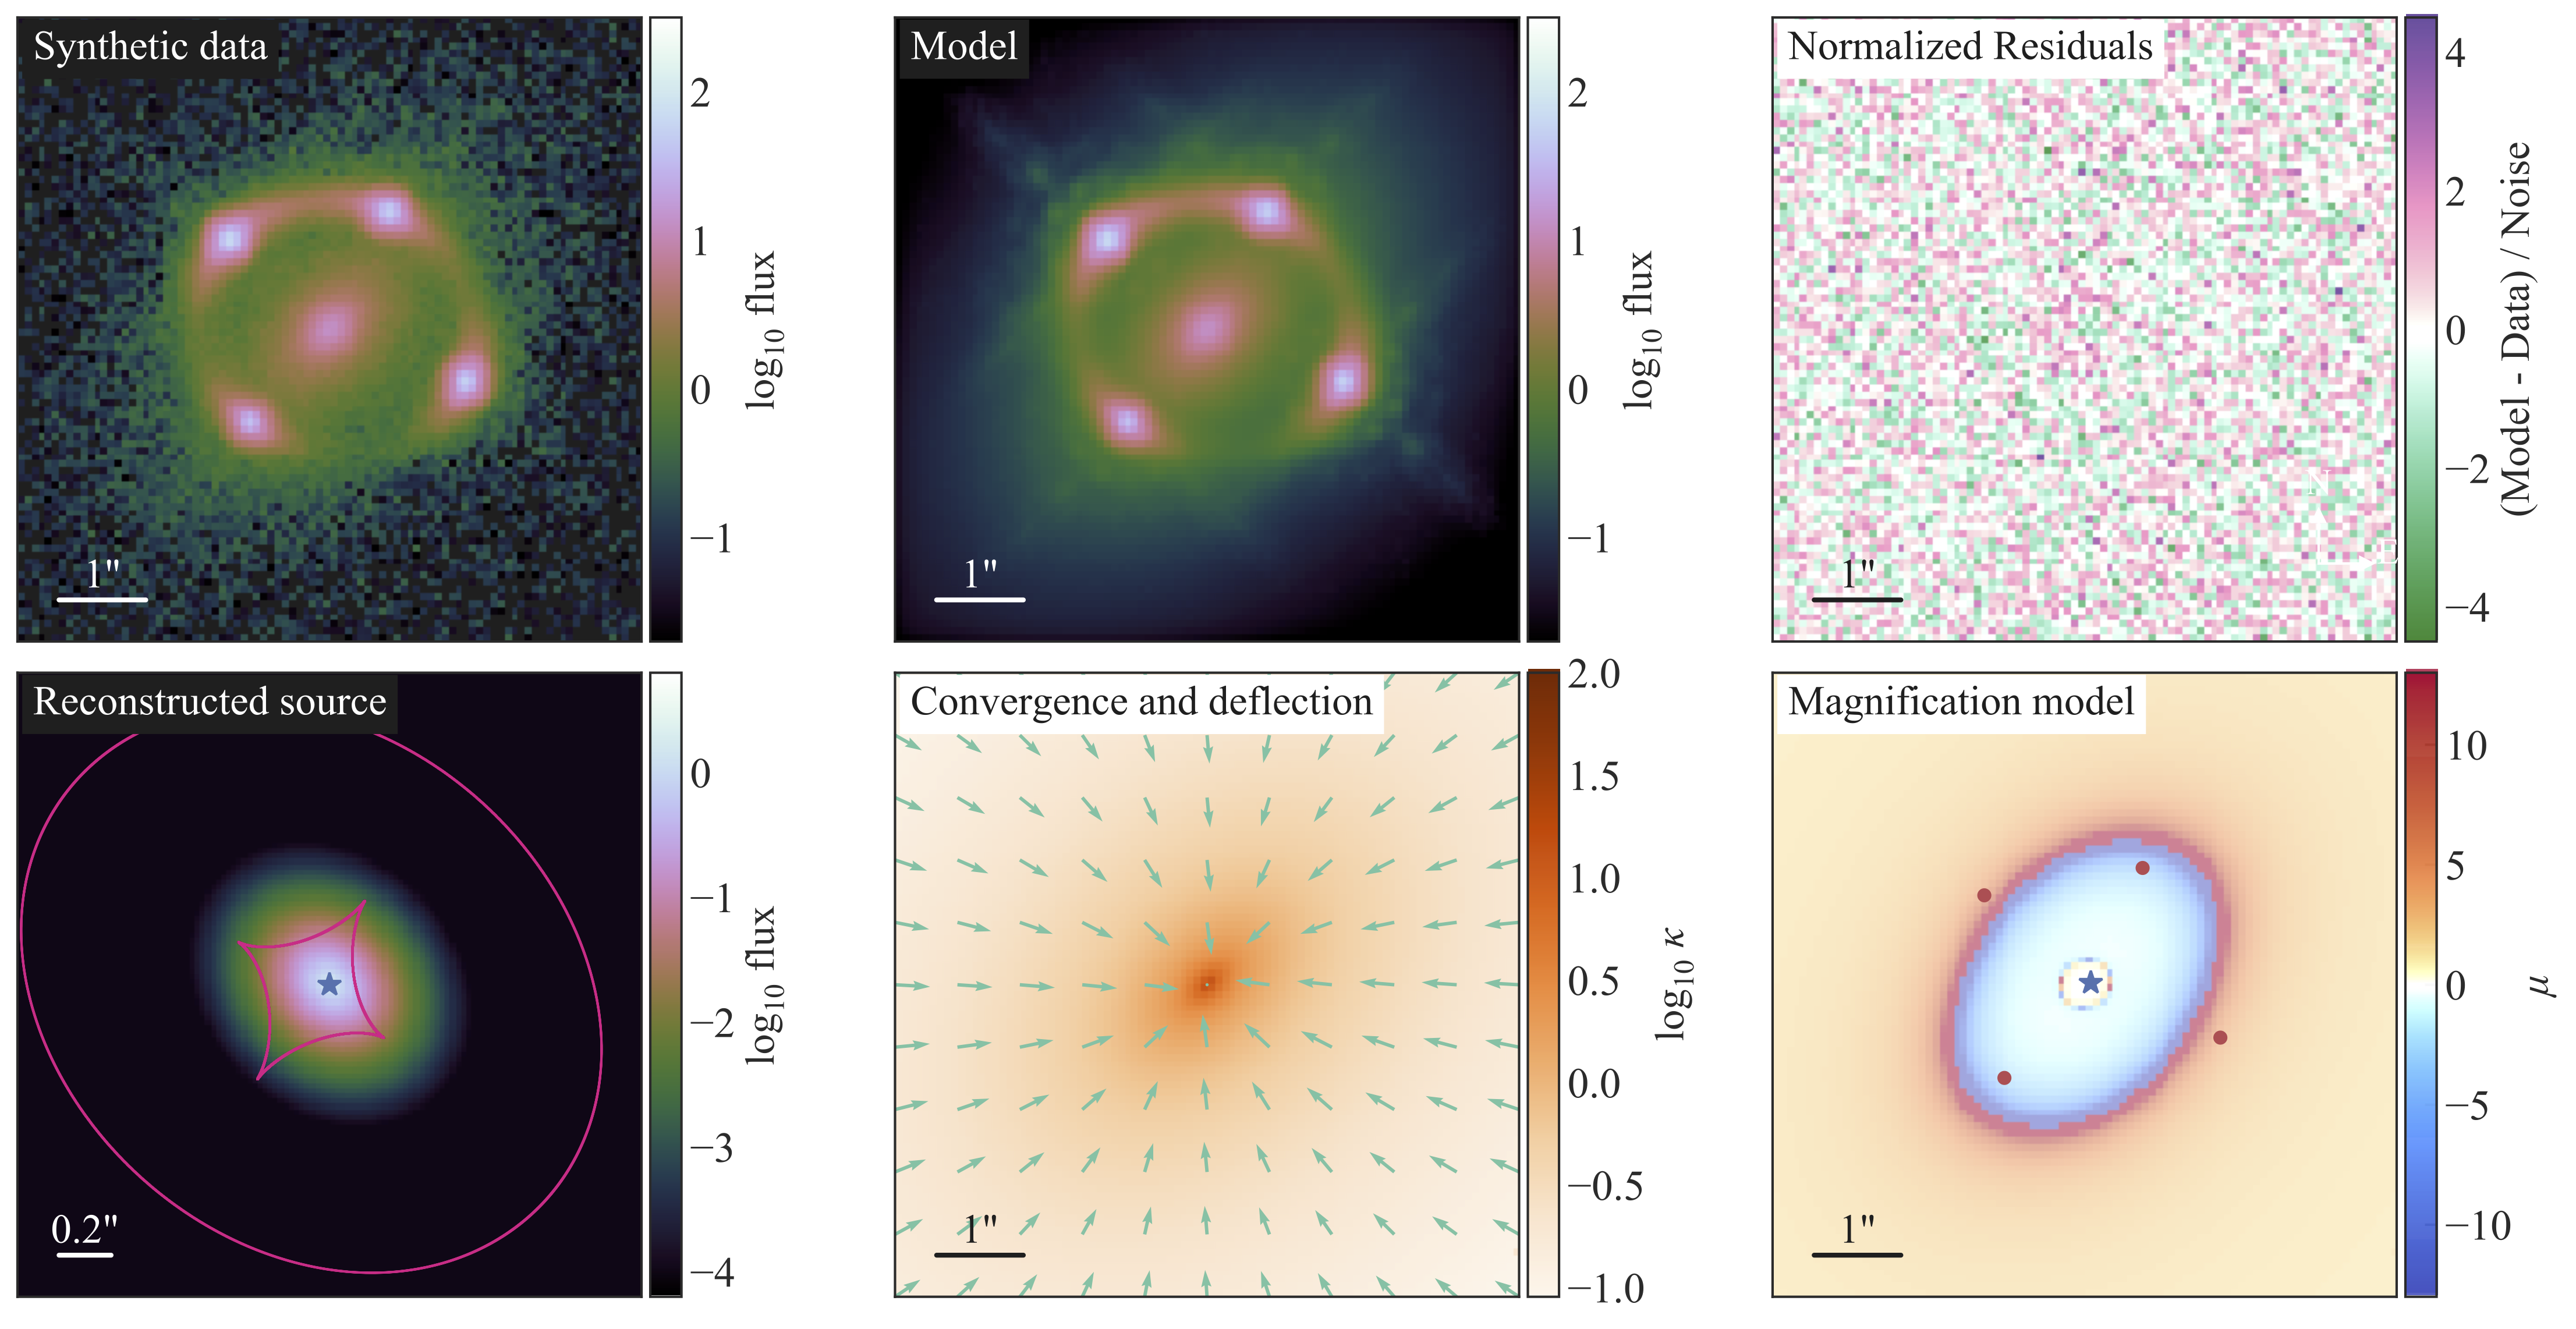 Synthetic data
2
1
0
−1
log10 flux
1"
Model
2
1
0
−1
log10 flux
1"
Normalized Residuals
4
2
0
−2
−4
(Model - Data) / Noise
N
E
1"
Reconstructed source
0
−1
−2
−3
−4
log10 flux
0.2"
Convergence and deflection
2.0
1.5
1.0
0.5
0.0
−0.5
−1.0
log10 κ
1"
Magnification model
10
5
0
−5
−10
μ
1"